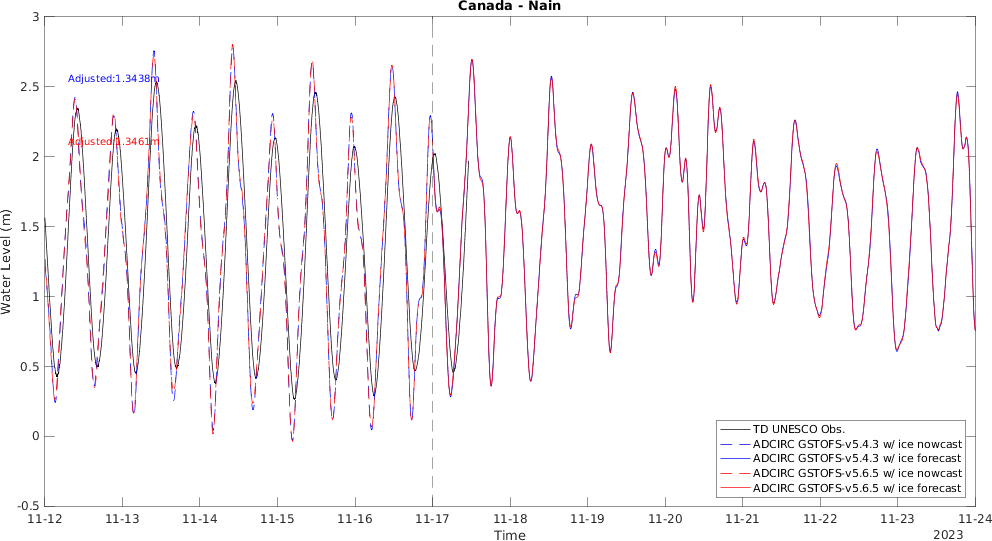 Canada - Nain
3
2.5
2
1.5
1
0.5
0
-0.5
Water Level (m)
Adjusted:1.3438m
Adjusted:1.3461m
TD UNESCO Obs.
ADCIRC GSTOFS-v5.4.3 w/ ice nowcast
ADCIRC GSTOFS-v5.4.3 w/ ice forecast
ADCIRC GSTOFS-v5.6.5 w/ ice nowcast
ADCIRC GSTOFS-v5.6.5 w/ ice forecast
11-12 11-13 11-14 11-15 11-16 11-17 11-18 11-19 11-20 11-21 11-22 11-23 11-24
Time
2023